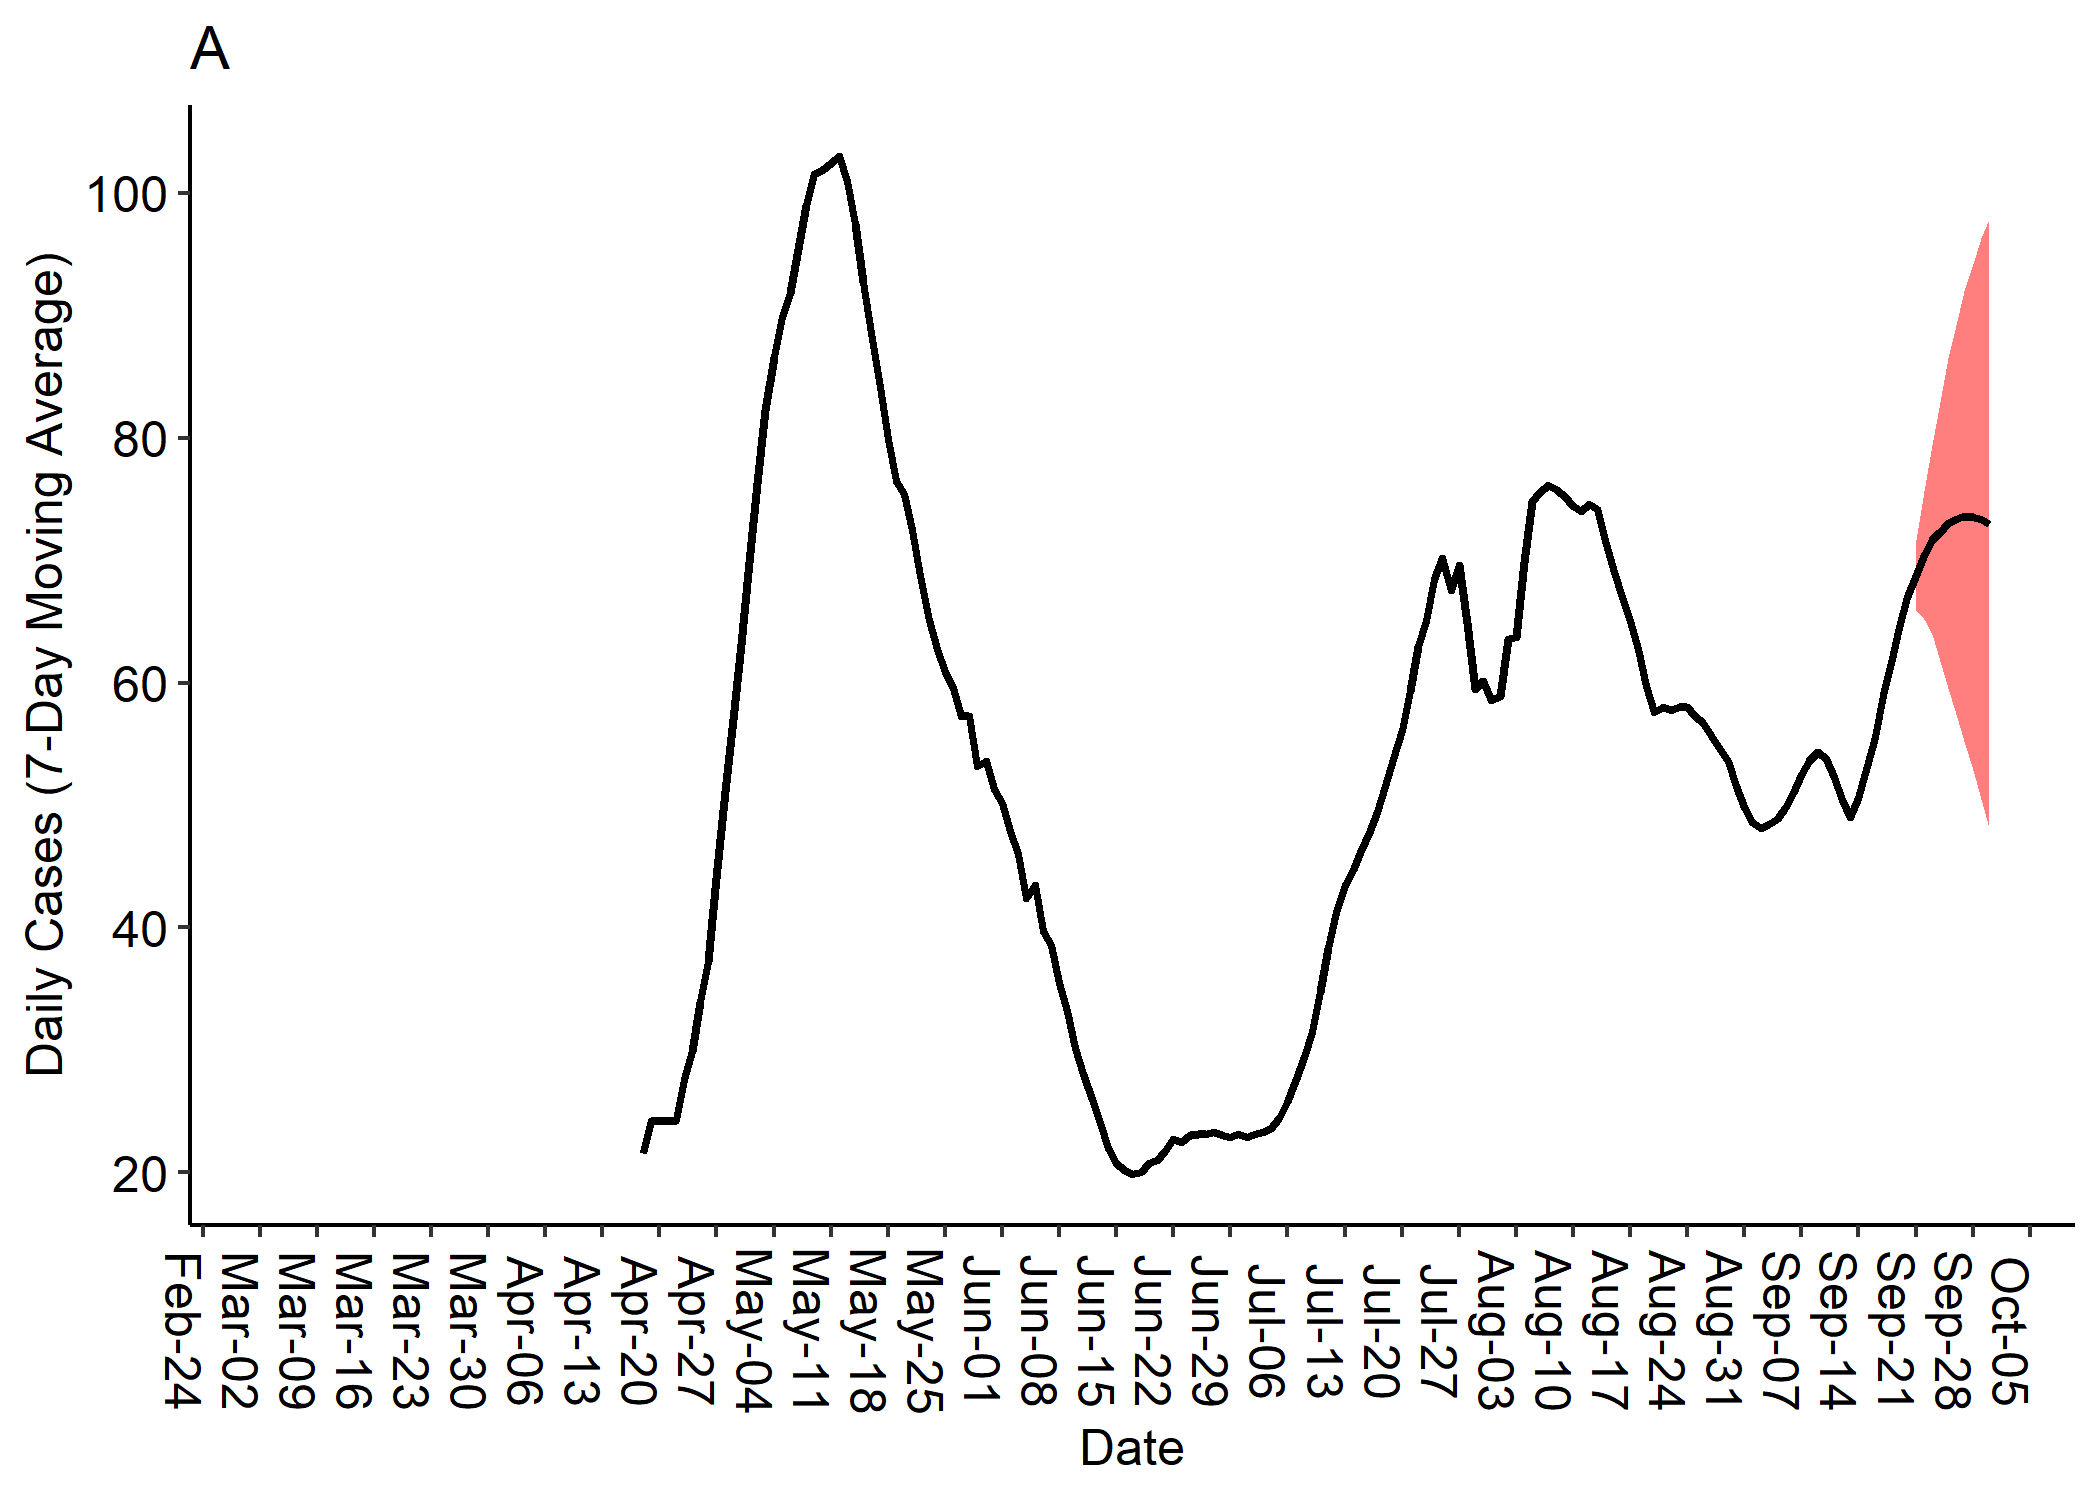 A
Daily Cases (7-Day Moving Average)
100
80
60
40
20
Feb-24
Mar-02
Mar-09
Mar-16
Mar-23
Mar-30
Apr-06
Apr-13
Apr-20
Apr-27
May-04
May-11
May-18
May-25
Jun-01
Jun-08
Jun-15
Jun-22
Jun-29
Jul-06
Jul-13
Jul-20
Jul-27
Aug-03
Aug-10
Aug-17
Aug-24
Aug-31
Sep-07
Sep-14
Sep-21
Sep-28
Oct-05
Date